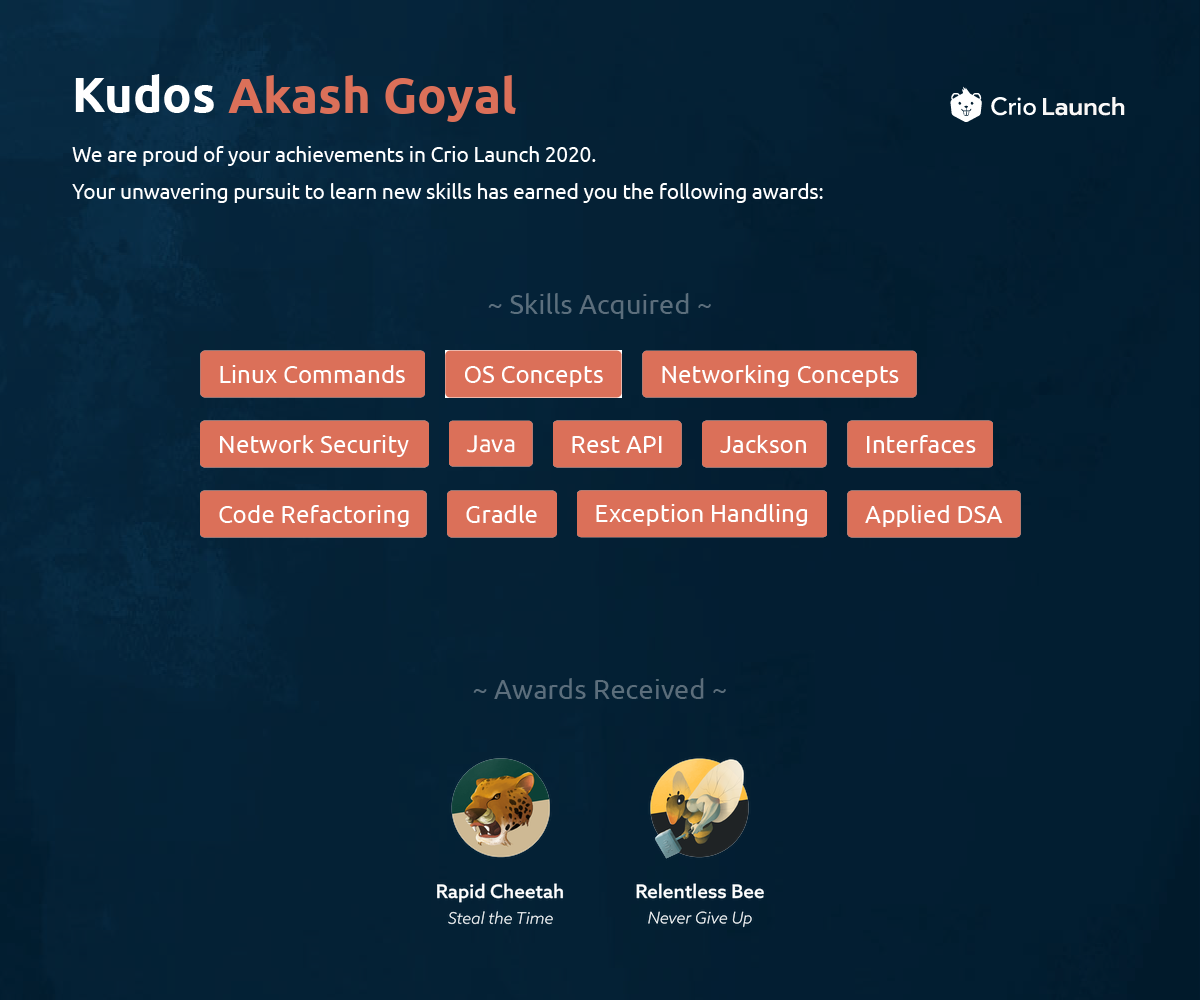 Kudos Akash Goyal
Crio Launch
We are proud of your achievements in Crio Launch 2020.
Your unwavering pursuit to learn new skills has earned you the following awards:
~ Skills Acquired ~
Linux Commands OS Concepts Networking Concepts
Network Security Java Rest API Jackson Interfaces
Code Refactoring Gradle Exception Handling Applied DSA
~ Awards Received ~
Rapid Cheetah Relentless Bee
Steal the Time Never Give Up